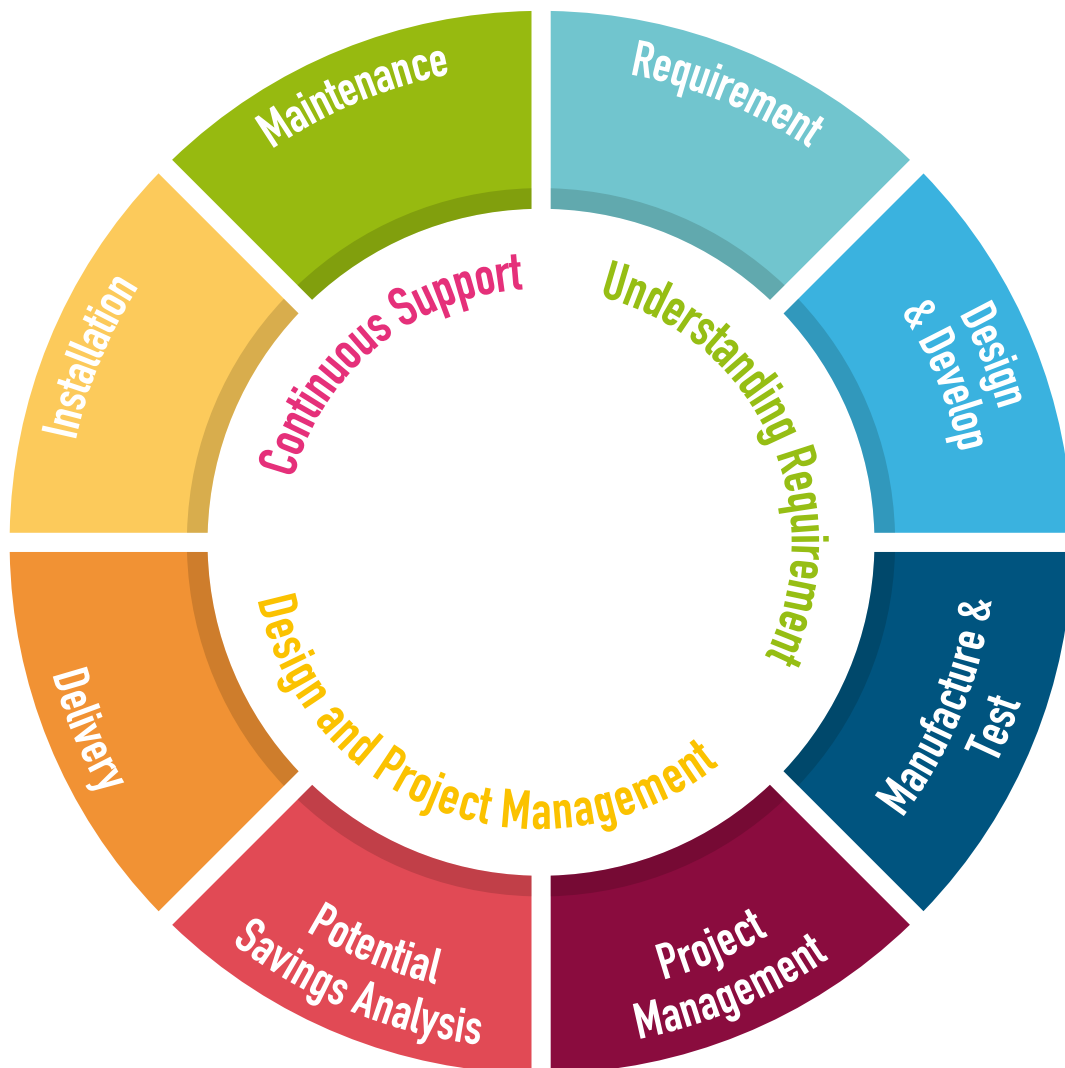 Requirement
Design
& Develop
Manufacture &
Test
Project
Management
Potential
Savings Analysis
Delivery
Installation
Maintenance
Understanding Requirement
Design and Project Management
Continuous Support